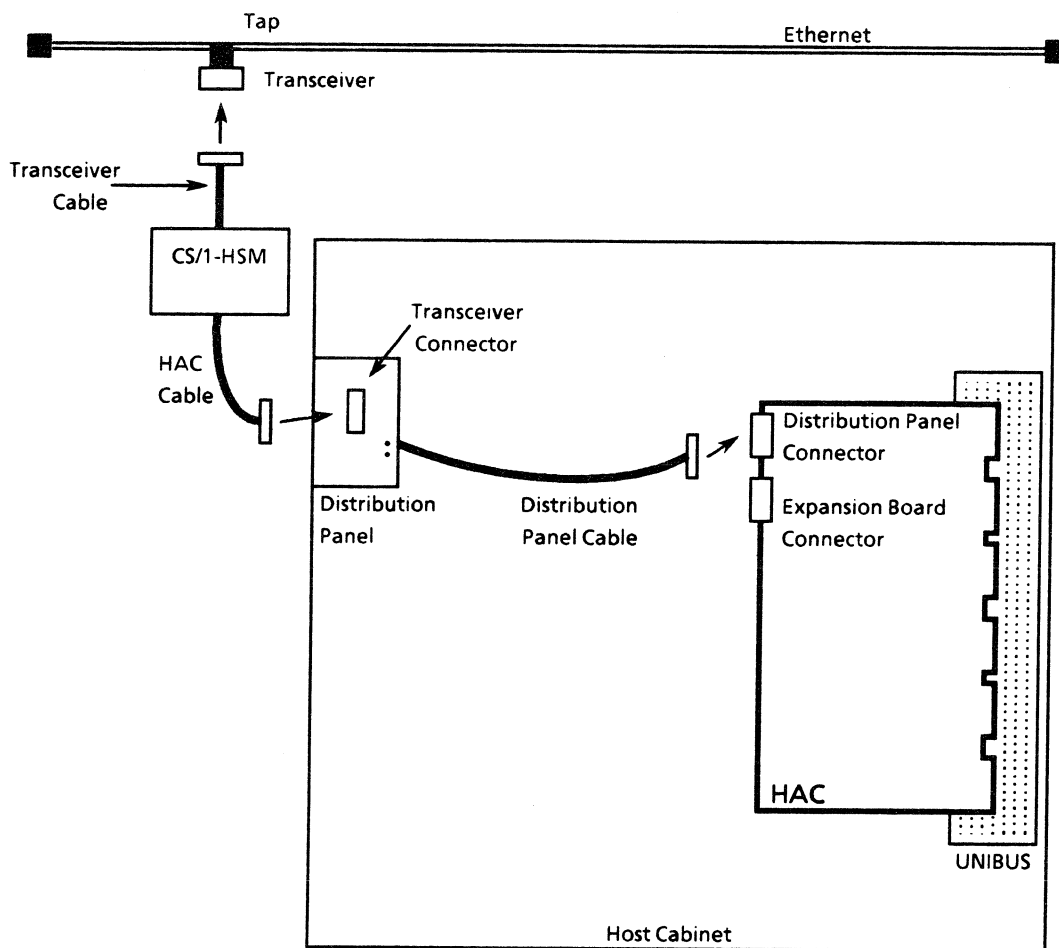 Tap
Ethernet
Transceiver
Transceiver
Cable
CS/1-HSM
Transceiver
Connector
HAC
Cable
Distribution Panel
Connector
Distribution
Panel
Distribution
Panel Cable
Expansion Board
Connector
HAC
UNIBUS
Host Cabinet